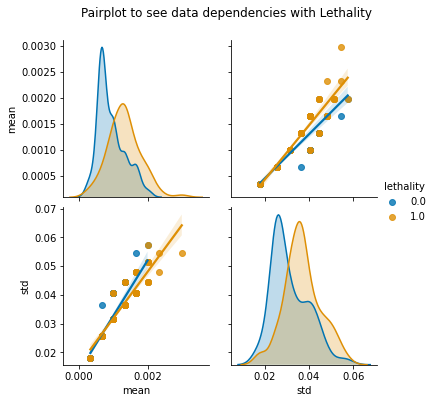 Pairplot to see data dependencies with Lethality
0.0030
0.0025
0.0020
0.0015
0.0010
0.0005
mean
lethality
0.0
1.0
0.07
0.06
0.05
0.04
0.03
0.02
std
0.000 0.002
mean
0.02 0.04 0.06
std